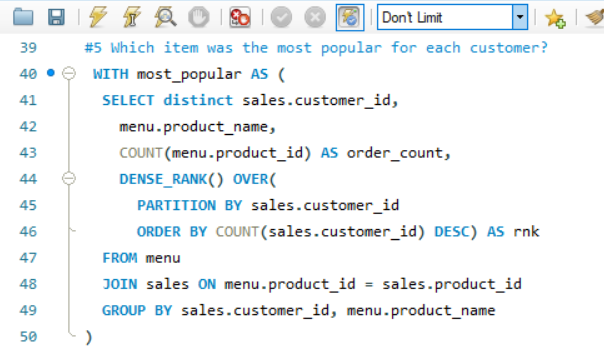 Don't Limit
39 #5 Which item was the most popular for each customer?
40 WITH most_popular AS (
41 SELECT distinct sales.customer_id,
42 menu.product_name,
43 COUNT(menu.product_id) AS order_count,
44 DENSE_RANK() OVER(
45 PARTITION BY sales.customer_id
46 ORDER BY COUNT(sales.customer_id) DESC) AS rnk
47 FROM menu
48 JOIN sales ON menu.product_id = sales.product_id
49 GROUP BY sales.customer_id, menu.product_name
50 )